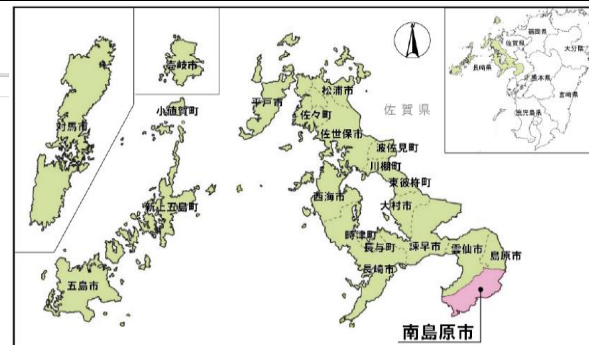 対馬市
壱岐市
小値賀町
新上五島町
五島市
平戸市
松浦市
佐々町
佐世保市
佐賀県
波佐見町
川棚町
東彼杵町
西海市
大村市
時津町
長与町
諫早市
雲仙市
島原市
長崎市
南島原市
福岡県
佐賀県
大分県
長崎県
熊本県
宮崎県
鹿児島県